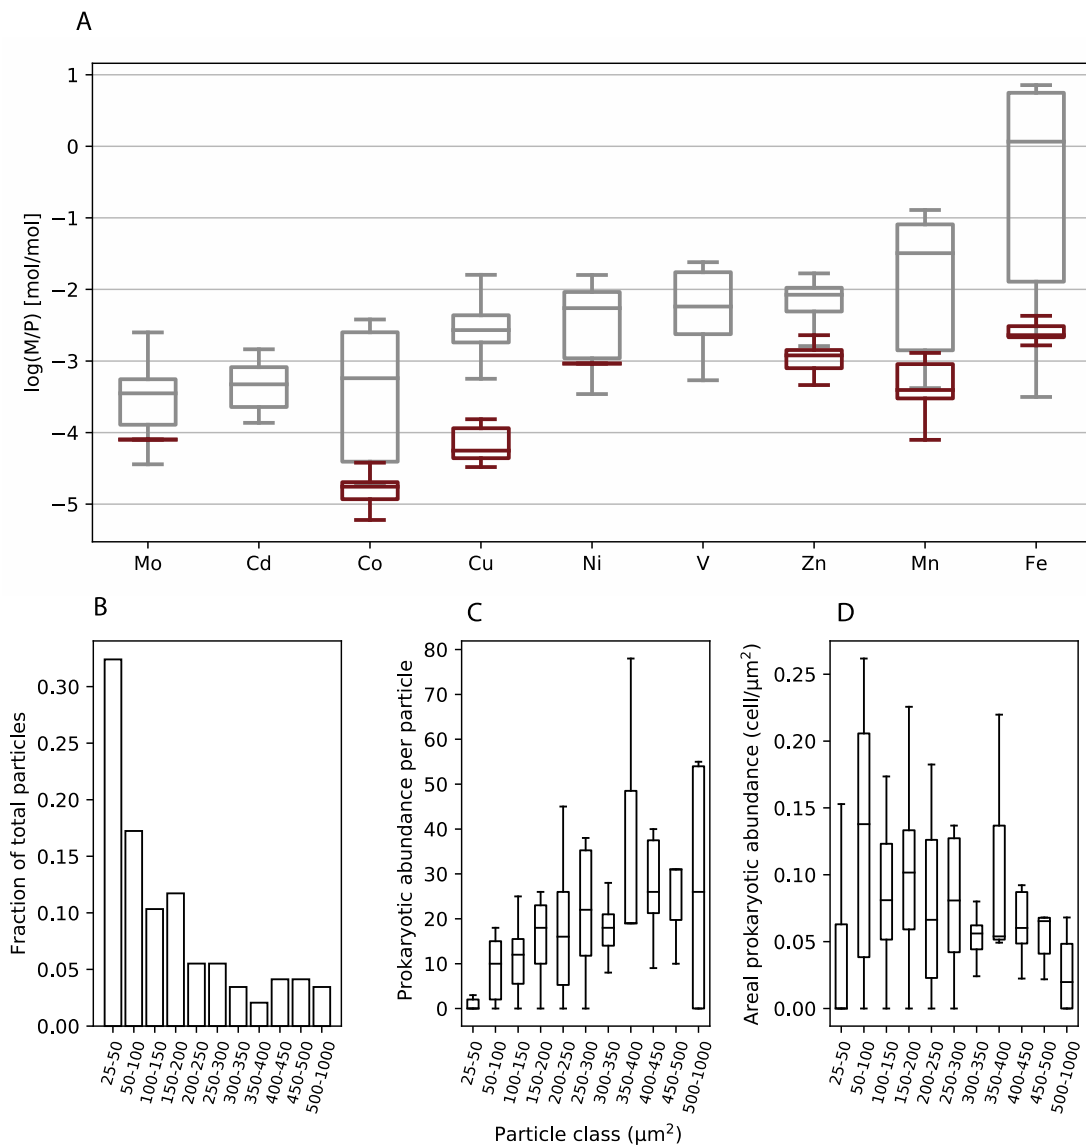 A
log(M/P) [mol/mol]
1
0
−1
−2
−3
−4
−5
Mo Cd Co Cu Ni V Zn Mn Fe
B
Fraction of total particles
0.30
0.25
0.20
0.15
0.10
0.05
0.00
25-50 50-100 100-150 150-200 200-250 250-300 300-350 350-400 400-450 450-500 500-1000
C
Prokaryotic abundance per particle
80
70
60
50
40
30
20
10
0
25-50 50-100 100-150 150-200 200-250 250-300 300-350 350-400 400-450 450-500 500-1000
D
Areal prokaryotic abundance (cell/μm²)
0.25
0.20
0.15
0.10
0.05
0.00
25-50 50-100 100-150 150-200 200-250 250-300 300-350 350-400 400-450 450-500 500-1000
Particle class (μm²)